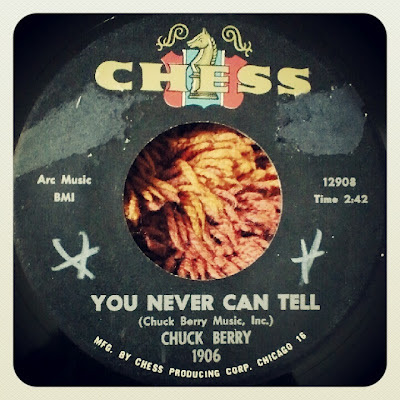 CHESS
Arc Music
BMI
12908
Time 2:42
YOU NEVER CAN TELL
(Chuck Berry Music, Inc.)
CHUCK BERRY
1906
MFG. BY CHESS PRODUCING CORP. CHICAGO 16